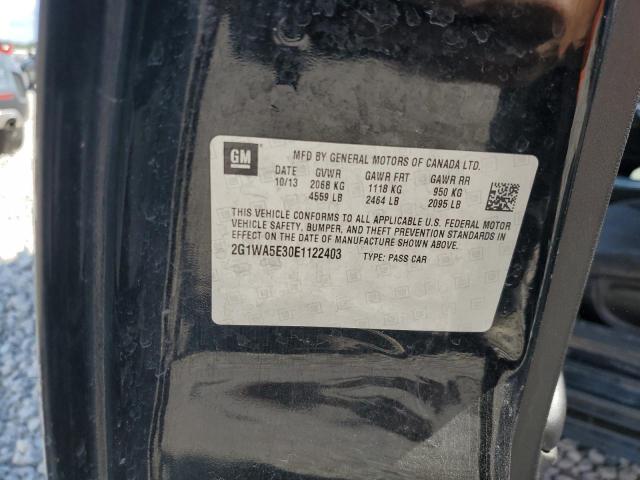 GM
MFD BY GENERAL MOTORS OF CANADA LTD.
DATE GVWR GAWR FRT GAWR RR
10/13 2068 KG 1118 KG 950 KG
4559 LB 2464 LB 2095 LB
THIS VEHICLE CONFORMS TO ALL APPLICABLE U.S. FEDERAL MOTOR
VEHICLE SAFETY, BUMPER, AND THEFT PREVENTION STANDARDS IN
EFFECT ON THE DATE OF MANUFACTURE SHOWN ABOVE.
2G1WA5E30E1122403 TYPE: PASS CAR